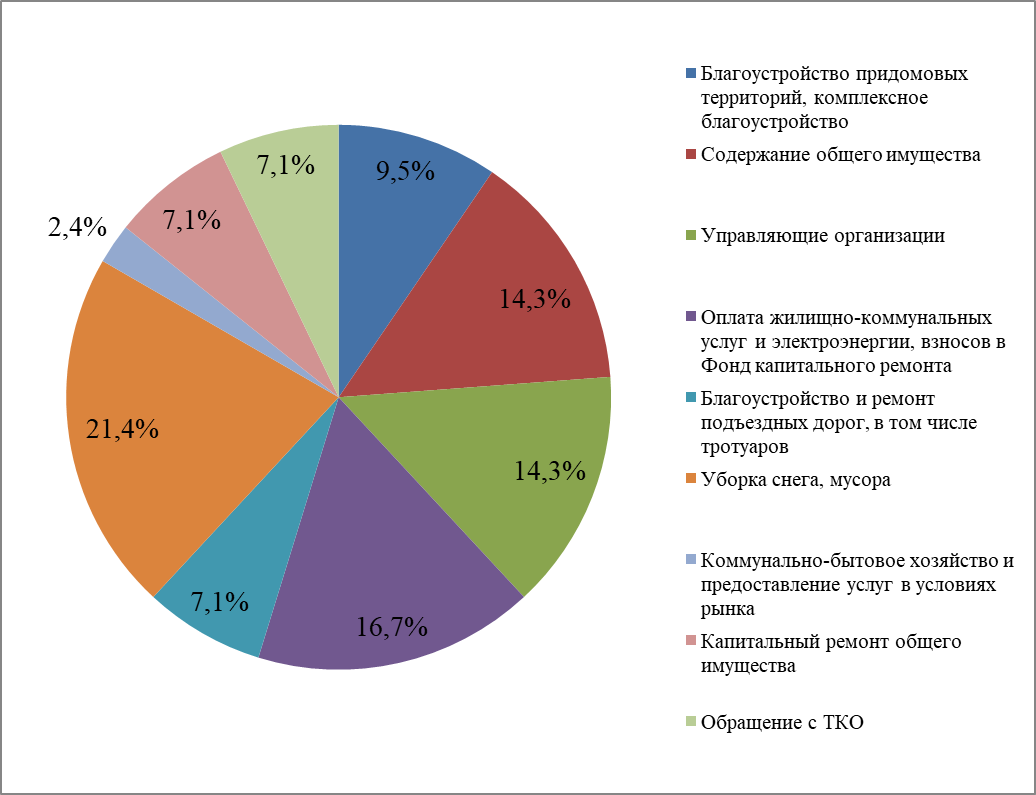 9,5%
14,3%
14,3%
16,7%
7,1%
21,4%
2,4%
7,1%
7,1%
Благоустройство придомовых
территорий, комплексное
благоустройство
Содержание общего имущества
Управляющие организации
Оплата жилищно-коммунальных
услуг и электроэнергии, взносов в
Фонд капитального ремонта
Благоустройство и ремонт
подъездных дорог, в том числе
тротуаров
Уборка снега, мусора
Коммунально-бытовое хозяйство и
предоставление услуг в условиях
рынка
Капитальный ремонт общего
имущества
Обращение с ТКО